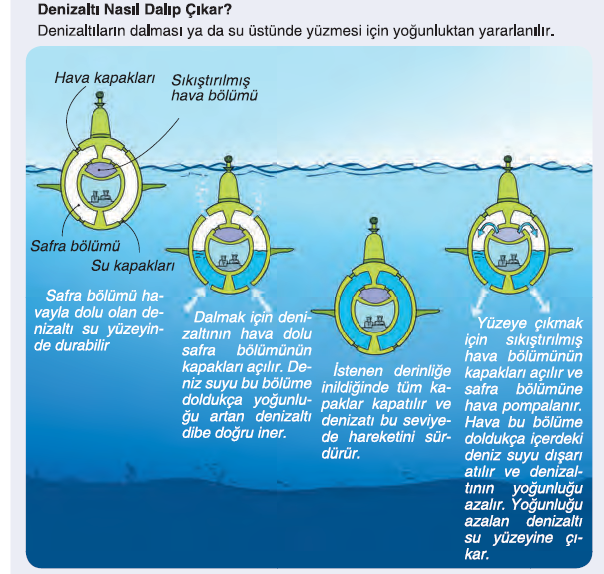 Denizaltı Nasıl Dalıp Çıkar?
Denizaltıların dalması ya da su üstünde yüzmesi için yoğunluktan yararlanılır.
Hava kapakları
Sıkıştırılmış
hava bölümü
Safra bölümü
Su kapakları
Safra bölümü ha-
vayla dolu olan de-
nizaltı su yüzeyin-
de durabilir
Dalmak için deni-
zaltının hava dolu
safra bölümünün
kapakları açılır. De-
niz suyu bu bölüme
doldukça yoğunlu-
ğu artan denizaltı
dibe doğru iner.
İstenen derinliğe
inildiğinde tüm ka-
paklar kapatılır ve
denizatı bu seviye-
de hareketini sür-
dürür.
Yüzeye çıkmak
için sıkıştırılmış
hava bölümünün
kapakları açılır ve
safra bölümüne
hava pompalanır.
Hava bu bölüme
doldukça içerdeki
deniz suyu dışarı
atılır ve denizal-
tının yoğunluğu
azalır. Yoğunluğu
azalan denizaltı
su yüzeyine çı-
kar.